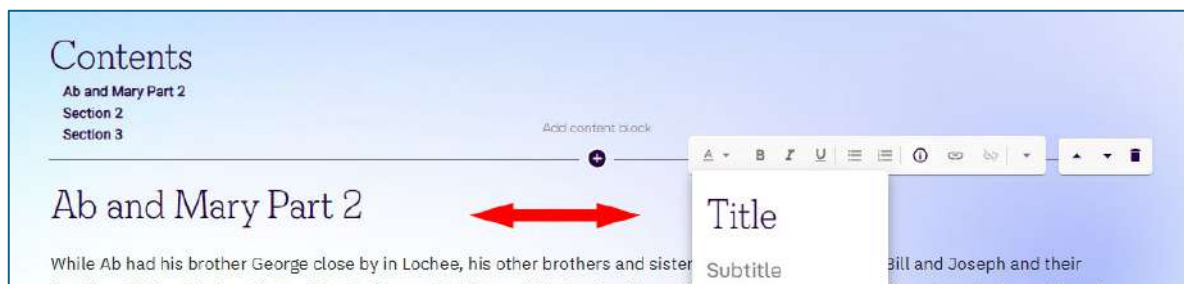 Contents
Ab and Mary Part 2
Section 2
Section 3
Add content block
A B I U
Ab and Mary Part 2
Title
While Ab had his brother George close by in Lochee, his other brothers and sister Bill and Joseph and their
Subtitle